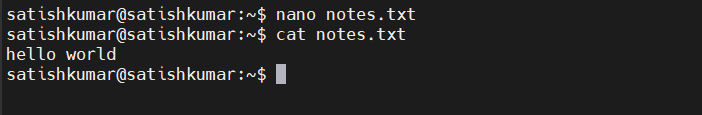 satishkumar@satishkumar:~$ nano notes.txt
satishkumar@satishkumar:~$ cat notes.txt
hello world
satishkumar@satishkumar:~$